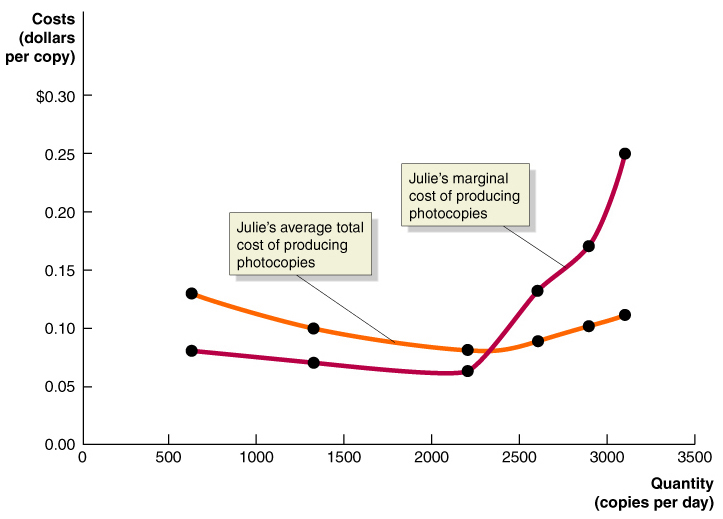 Costs
(dollars
per copy)
$0.30
0.25
0.20
0.15
0.10
0.05
0.00
Julie's average total
cost of producing
photocopies
Julie's marginal
cost of producing
photocopies
0
500
1000
1500
2000
2500
3000
3500
Quantity
(copies per day)